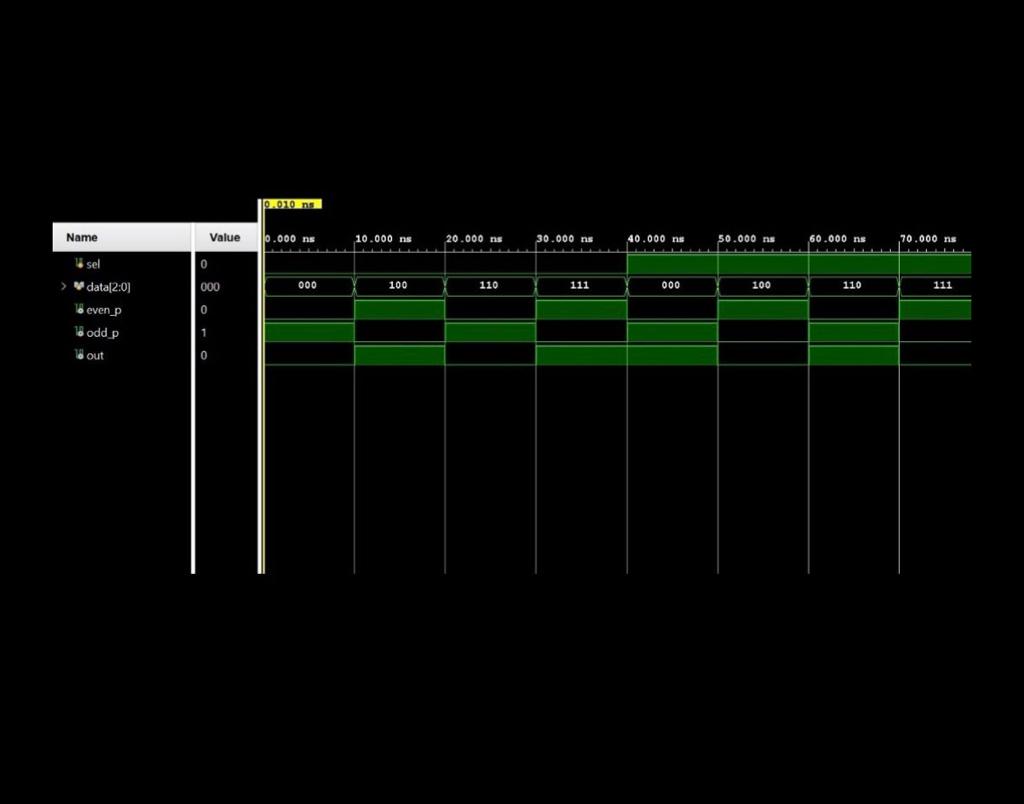 0.010 ns
Name Value 0.000 ns 10.000 ns 20.000 ns 30.000 ns 40.000 ns 50.000 ns 60.000 ns 70.000 ns
sel 0
data[2:0] 000 000 100 110 111 000 100 110 111
even_p 0
odd_p 1
out 0